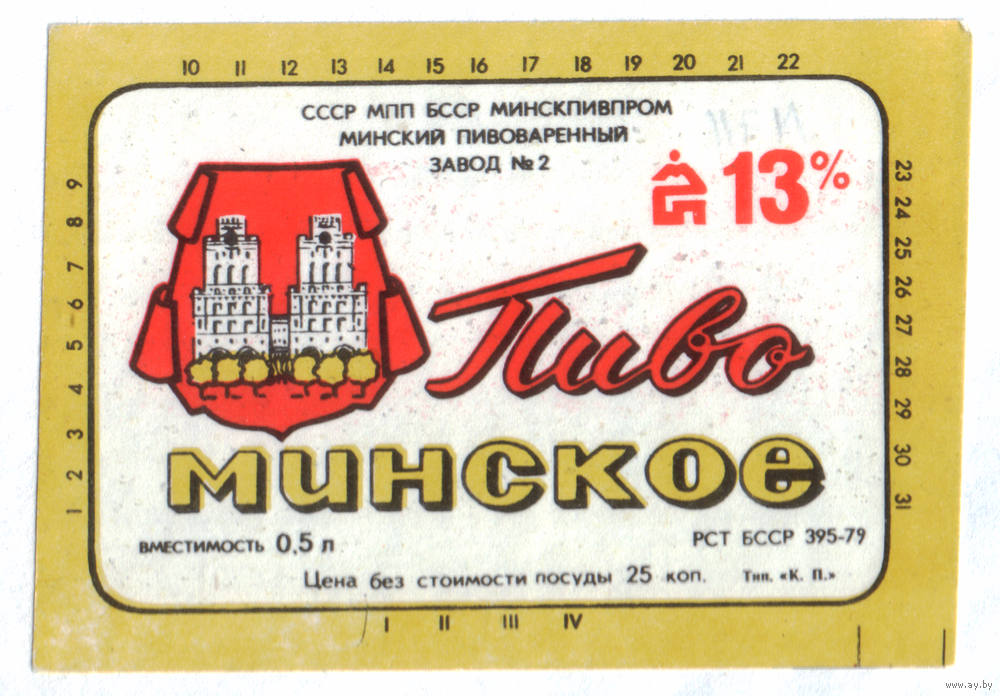 10 11 12 13 14 15 16 17 18 19 20 21 22
СССР МПП БССР МИНСКПИВПРОМ
МИНСКИЙ ПИВОВАРЕННЫЙ
ЗАВОД №2
13%
Пиво
МИНСКОЕ
ВМЕСТИМОСТЬ 0,5 л
РСТ БССР 395-79
Цена без стоимости посуды 25 коп.
Тип. «К. П.»
1 2 3 4 5 6 7 8 9
23 24 25 26 27 28 29 30 31
I II III IV
www.ay.by